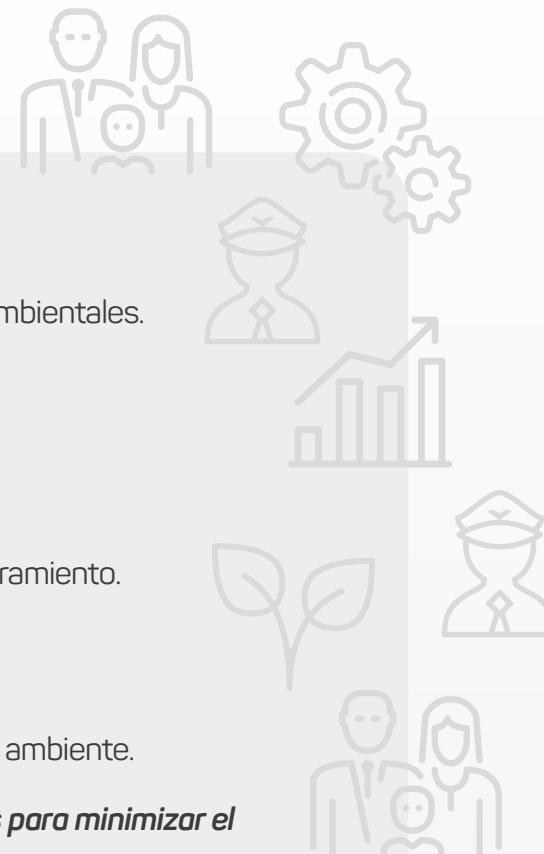 mbientales.
ramiento.
ambiente.
s para minimizar el